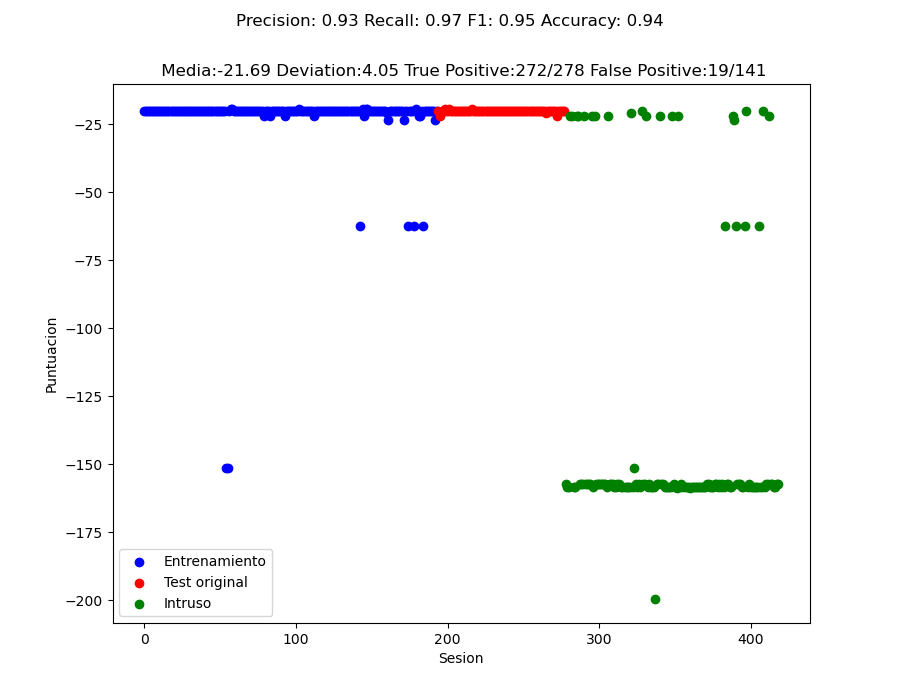 Precision: 0.93 Recall: 0.97 F1: 0.95 Accuracy: 0.94
Media:-21.69 Deviation:4.05 True Positive:272/278 False Positive:19/141
−25
−50
−75
−100
−125
−150
−175
−200
Puntuacion
Entrenamiento
Test original
Intruso
0 100 200 300 400
Sesion